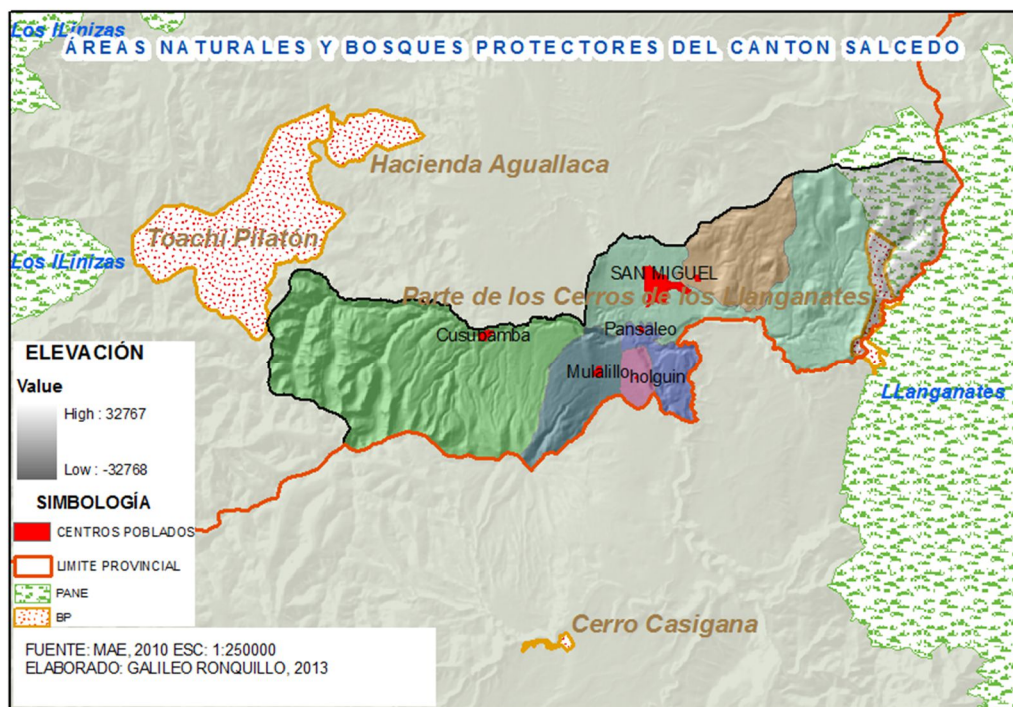 Los ILinizas
ÁREAS NATURALES Y BOSQUES PROTECTORES DEL CANTON SALCEDO
Hacienda Aguallaca
Toachi Pilatón
Los ILinizas
SAN MIGUEL
Parte de los Cerros de los Llanganates
Cusubamba
Pansaleo
Mulalillo
holguin
LLanganates
ELEVACIÓN
Value
High : 32767
Low : -32768
SIMBOLOGÍA
CENTROS POBLADOS
LIMITE PROVINCIAL
PANE
BP
Cerro Casigana
FUENTE: MAE, 2010 ESC: 1:250000
ELABORADO: GALILEO RONQUILLO, 2013